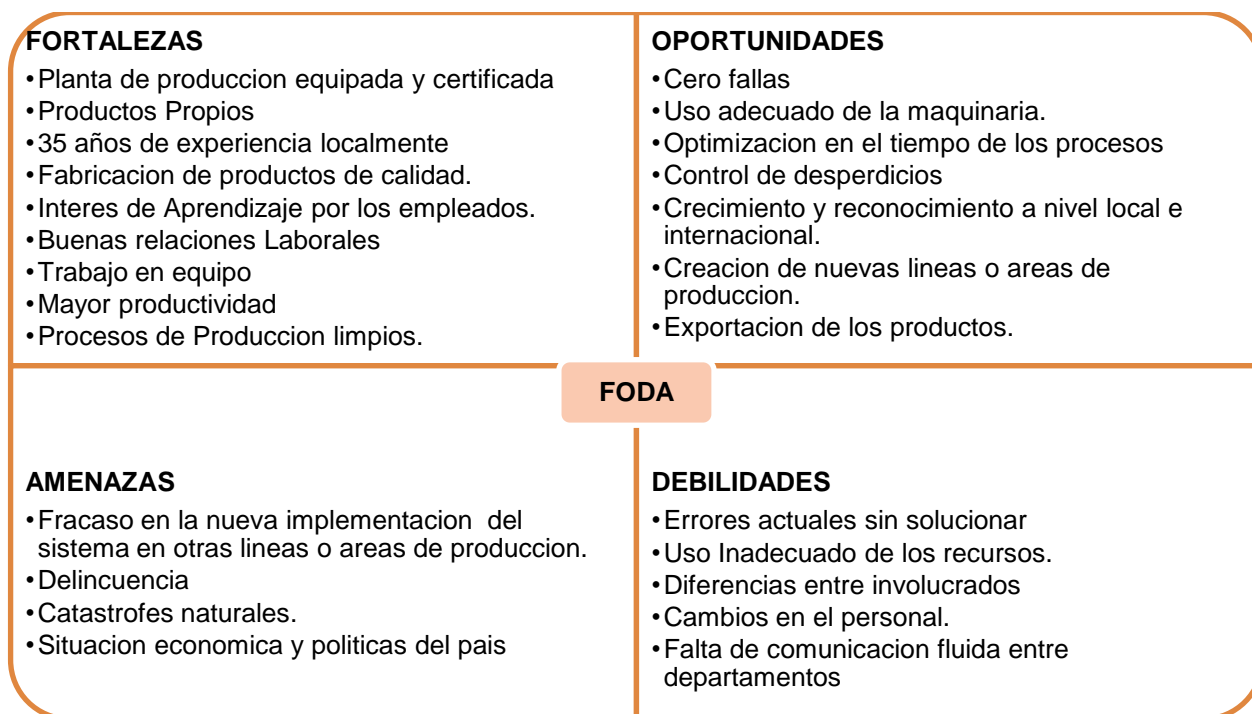 FORTALEZAS
•Planta de produccion equipada y certificada
•Productos Propios
•35 años de experiencia localmente
•Fabricacion de productos de calidad.
•Interes de Aprendizaje por los empleados.
•Buenas relaciones Laborales
•Trabajo en equipo
•Mayor productividad
•Procesos de Produccion limpios.
OPORTUNIDADES
•Cero fallas
•Uso adecuado de la maquinaria.
•Optimizacion en el tiempo de los procesos
•Control de desperdicios
•Crecimiento y reconocimiento a nivel local e
internacional.
•Creacion de nuevas lineas o areas de
produccion.
•Exportacion de los productos.
FODA
AMENAZAS
•Fracaso en la nueva implementacion  del
sistema en otras lineas o areas de produccion.
•Delincuencia
•Catastrofes naturales.
•Situacion economica y politicas del pais
DEBILIDADES
•Errores actuales sin solucionar
•Uso Inadecuado de los recursos.
•Diferencias entre involucrados
•Cambios en el personal.
•Falta de comunicacion fluida entre
departamentos